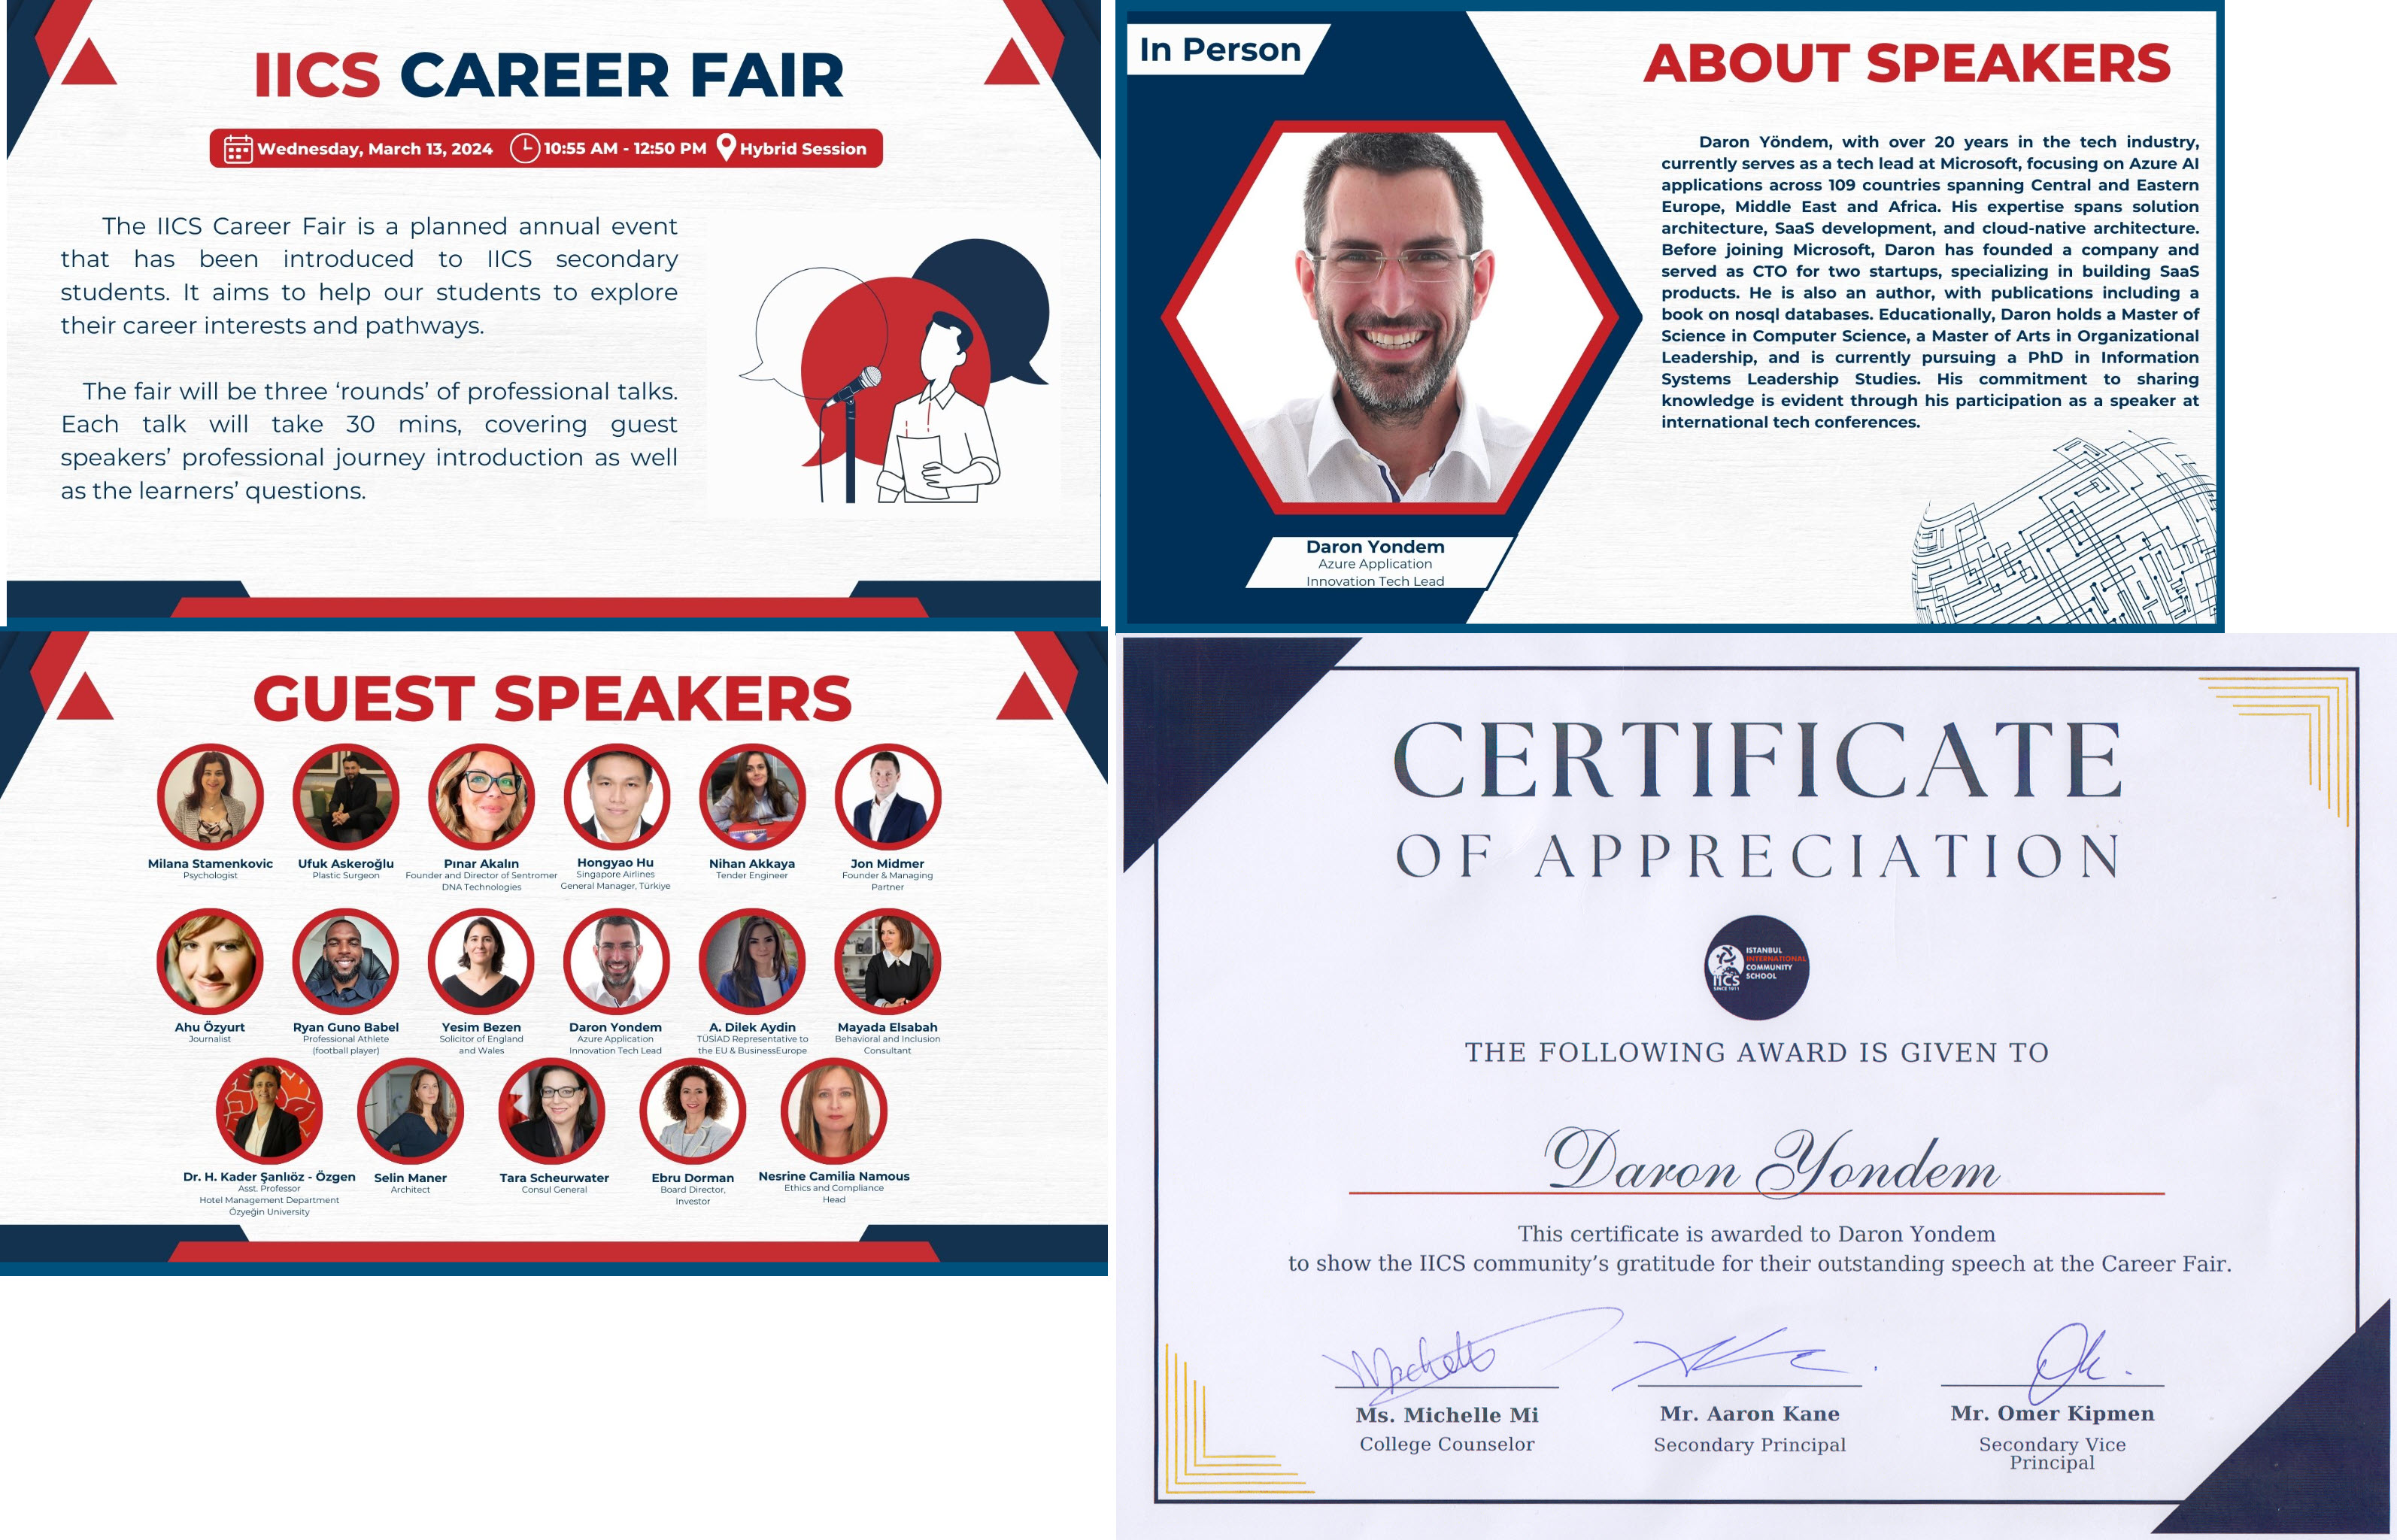 IICS CAREER FAIR
Wednesday, March 13, 2024 10:55 AM - 12:50 PM Hybrid Session
The IICS Career Fair is a planned annual event
that has been introduced to IICS secondary
students. It aims to help our students to explore
their career interests and pathways.
The fair will be three ‘rounds’ of professional talks.
Each talk will take 30 mins, covering guest
speakers’ professional journey introduction as well
as the learners’ questions.
In Person
ABOUT SPEAKERS
Daron Yöndem, with over 20 years in the tech industry,
currently serves as a tech lead at Microsoft, focusing on Azure AI
applications across 109 countries spanning Central and Eastern
Europe, Middle East and Africa. His expertise spans solution
architecture, SaaS development, and cloud-native architecture.
Before joining Microsoft, Daron has founded a company and
served as CTO for two startups, specializing in building SaaS
products. He is also an author, with publications including a
book on nosql databases. Educationally, Daron holds a Master of
Science in Computer Science, a Master of Arts in Organizational
Leadership, and is currently pursuing a PhD in Information
Systems Leadership Studies. His commitment to sharing
knowledge is evident through his participation as a speaker at
international tech conferences.
Daron Yondem
Azure Application
Innovation Tech Lead
GUEST SPEAKERS
Milana Stamenkovic
Psychologist
Ufuk Askeroğlu
Plastic Surgeon
Pınar Akalın
Founder and Director of Sentromer
DNA Technologies
Hongyao Hu
Singapore Airlines
General Manager, Türkiye
Nihan Akkaya
Tender Engineer
Jon Midmer
Founder & Managing
Partner
Ahu Özyurt
Journalist
Ryan Guno Babel
Professional Athlete
(football player)
Yesim Bezen
Solicitor of England
and Wales
Daron Yondem
Azure Application
Innovation Tech Lead
A. Dilek Aydin
TÜSİAD Representative to
the EU & BusinessEurope
Mayada Elsabah
Behavioral and Inclusion
Consultant
Dr. H. Kader Şanlıöz - Özgen
Asst. Professor
Hotel Management Department
Özyeğin University
Selin Maner
Architect
Tara Scheurwater
Consul General
Ebru Dorman
Board Director,
Investor
Nesrine Camilia Namous
Ethics and Compliance
Head
CERTIFICATE
OF APPRECIATION
IICS
SINCE 1911
ISTANBUL
INTERNATIONAL
COMMUNITY
SCHOOL
THE FOLLOWING AWARD IS GIVEN TO
Daron Yondem
This certificate is awarded to Daron Yondem
to show the IICS community’s gratitude for their outstanding speech at the Career Fair.
Ms. Michelle Mi
College Counselor
Mr. Aaron Kane
Secondary Principal
Mr. Omer Kipmen
Secondary Vice
Principal